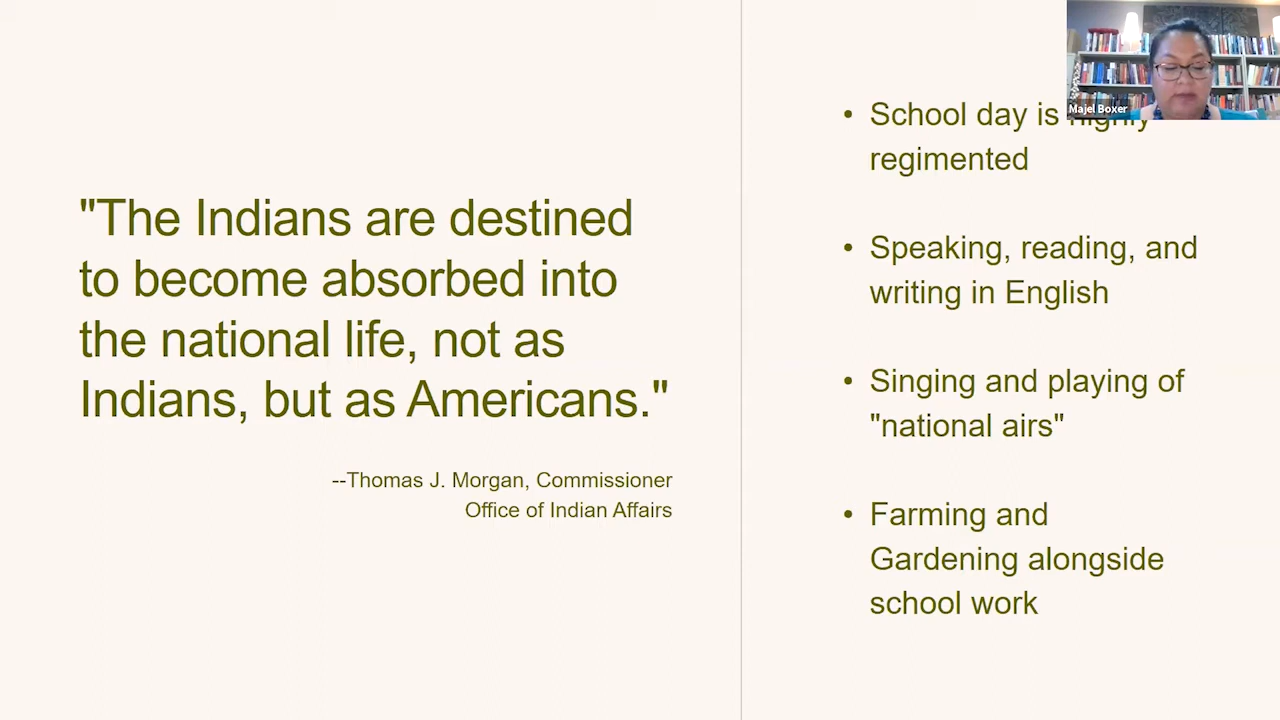 "The Indians are destined
to become absorbed into
the national life, not as
Indians, but as Americans."
--Thomas J. Morgan, Commissioner
Office of Indian Affairs
Majel Boxer
• School day is highly
regimented
• Speaking, reading, and
writing in English
• Singing and playing of
"national airs"
• Farming and
Gardening alongside
school work